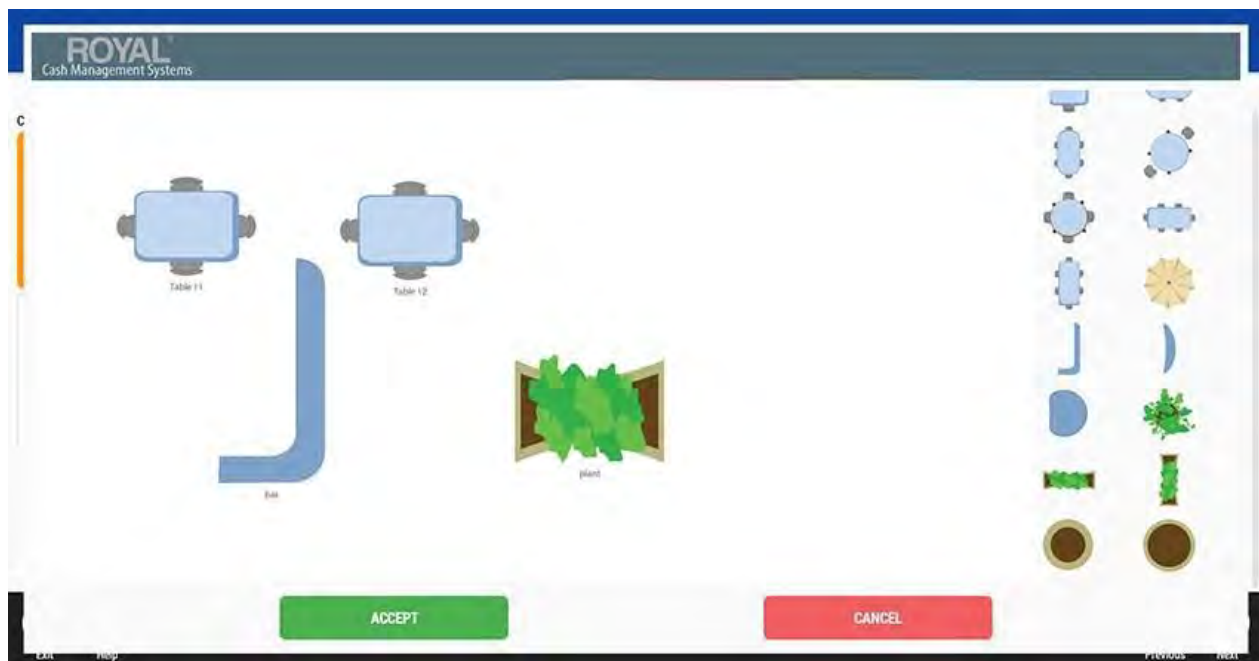 ROYAL
Cash Management Systems
C
Table 11
Table 12
bar
plant
ACCEPT
CANCEL
Exit
Help
Previous
Next